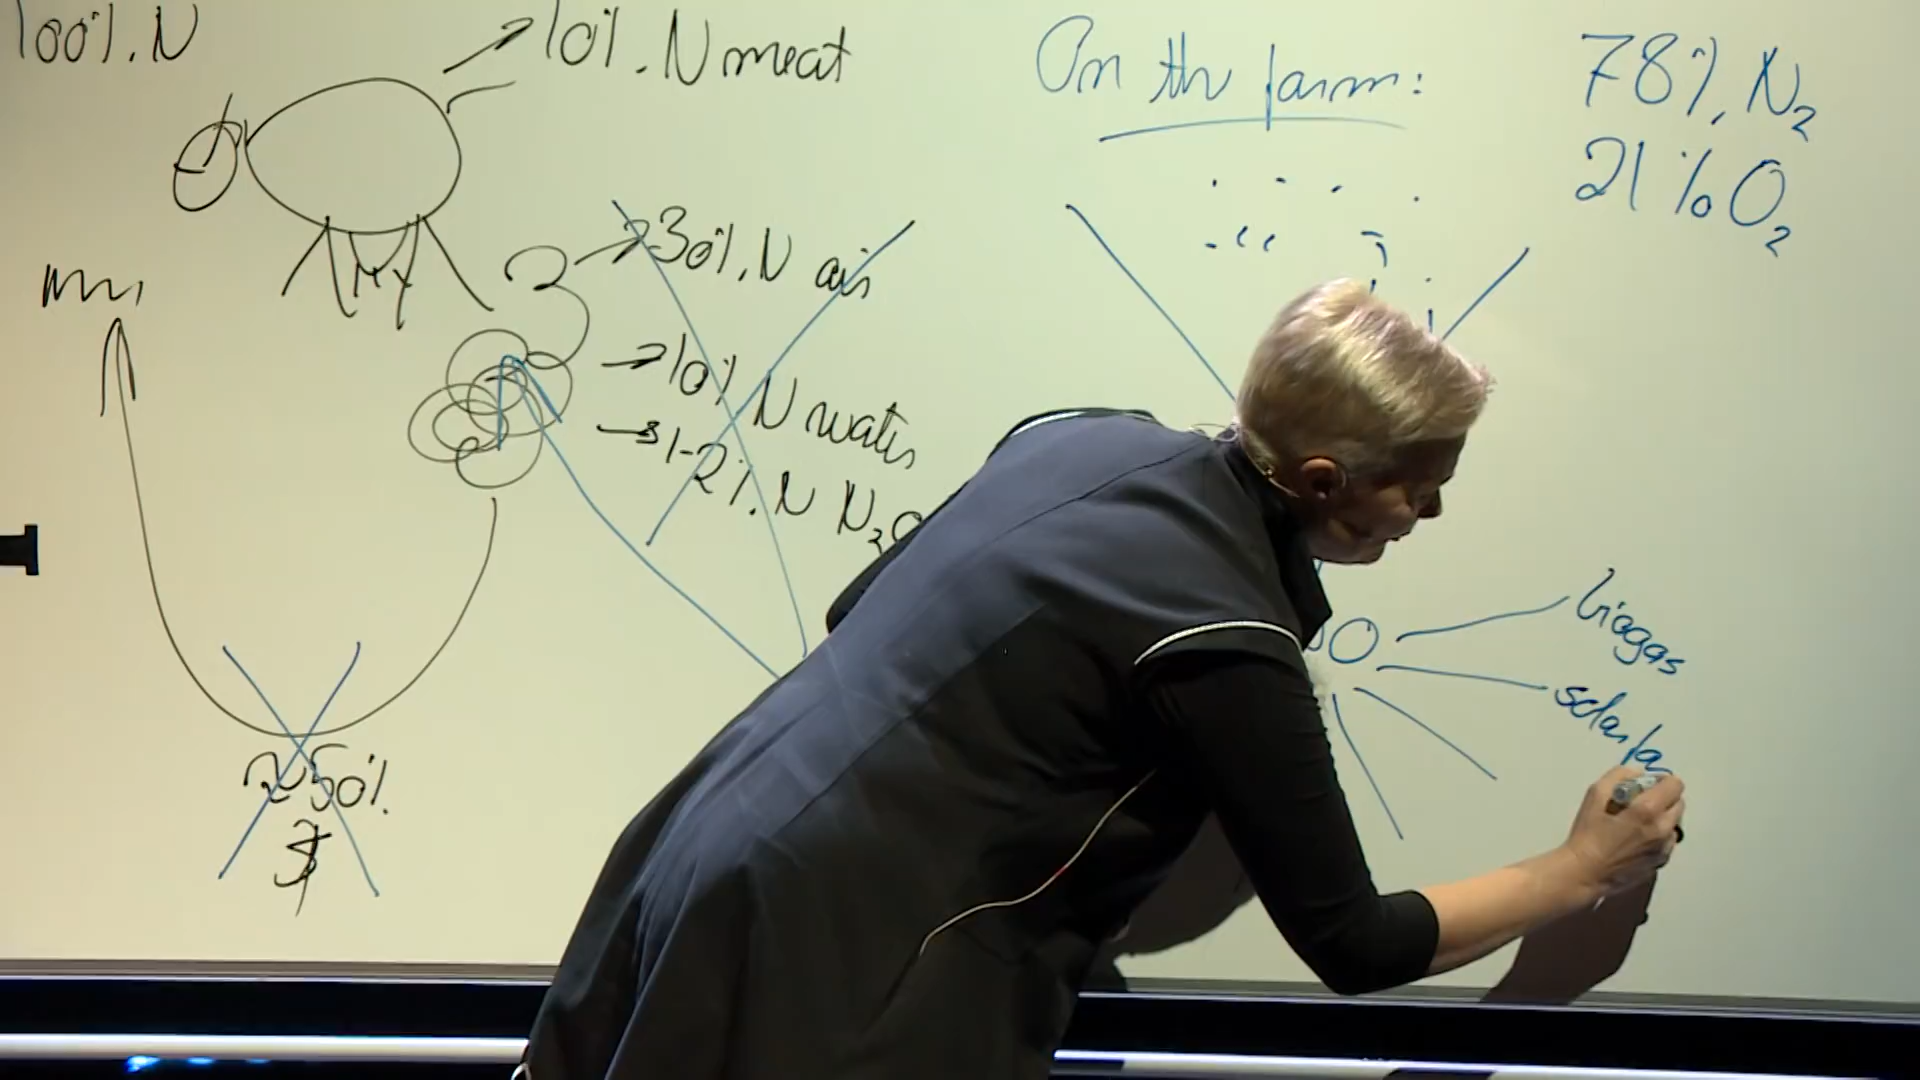 100% N
10% N meat
→30% N air
→10% N water
→1-2% N N2O
~50%
$
On the farm:
78% N2
21% O2
biogas
solar